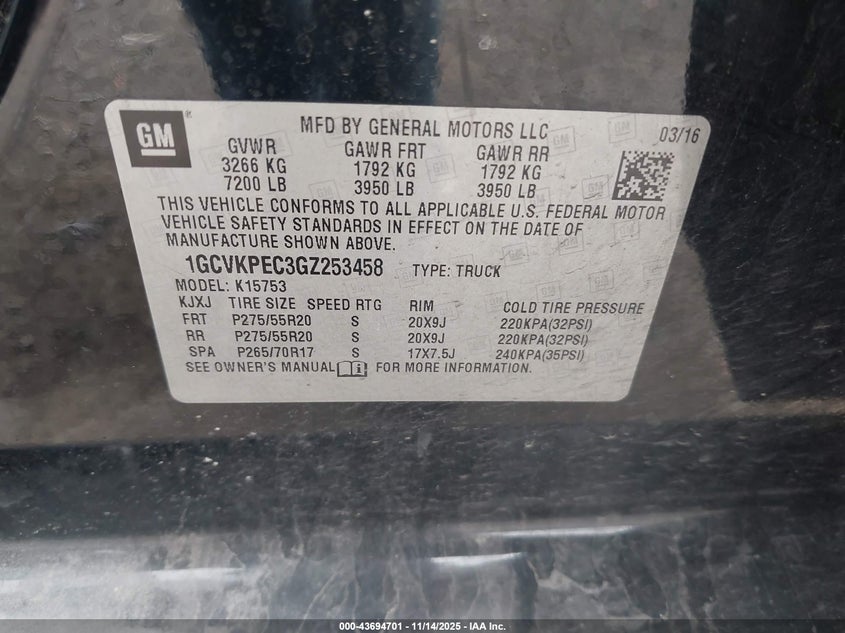 GM
®
MFD BY GENERAL MOTORS LLC
03/16
GVWR GAWR FRT GAWR RR
3266 KG 1792 KG 1792 KG
7200 LB 3950 LB 3950 LB
THIS VEHICLE CONFORMS TO ALL APPLICABLE U.S. FEDERAL MOTOR
VEHICLE SAFETY STANDARDS IN EFFECT ON THE DATE OF
MANUFACTURE SHOWN ABOVE.
1GCVKPEC3GZ253458 TYPE: TRUCK
MODEL: K15753
KJXJ TIRE SIZE SPEED RTG RIM COLD TIRE PRESSURE
FRT P275/55R20 S 20X9J 220KPA(32PSI)
RR P275/55R20 S 20X9J 220KPA(32PSI)
SPA P265/70R17 S 17X7.5J 240KPA(35PSI)
SEE OWNER'S MANUAL FOR MORE INFORMATION.
000-43694701 - 11/14/2025 - IAA Inc.